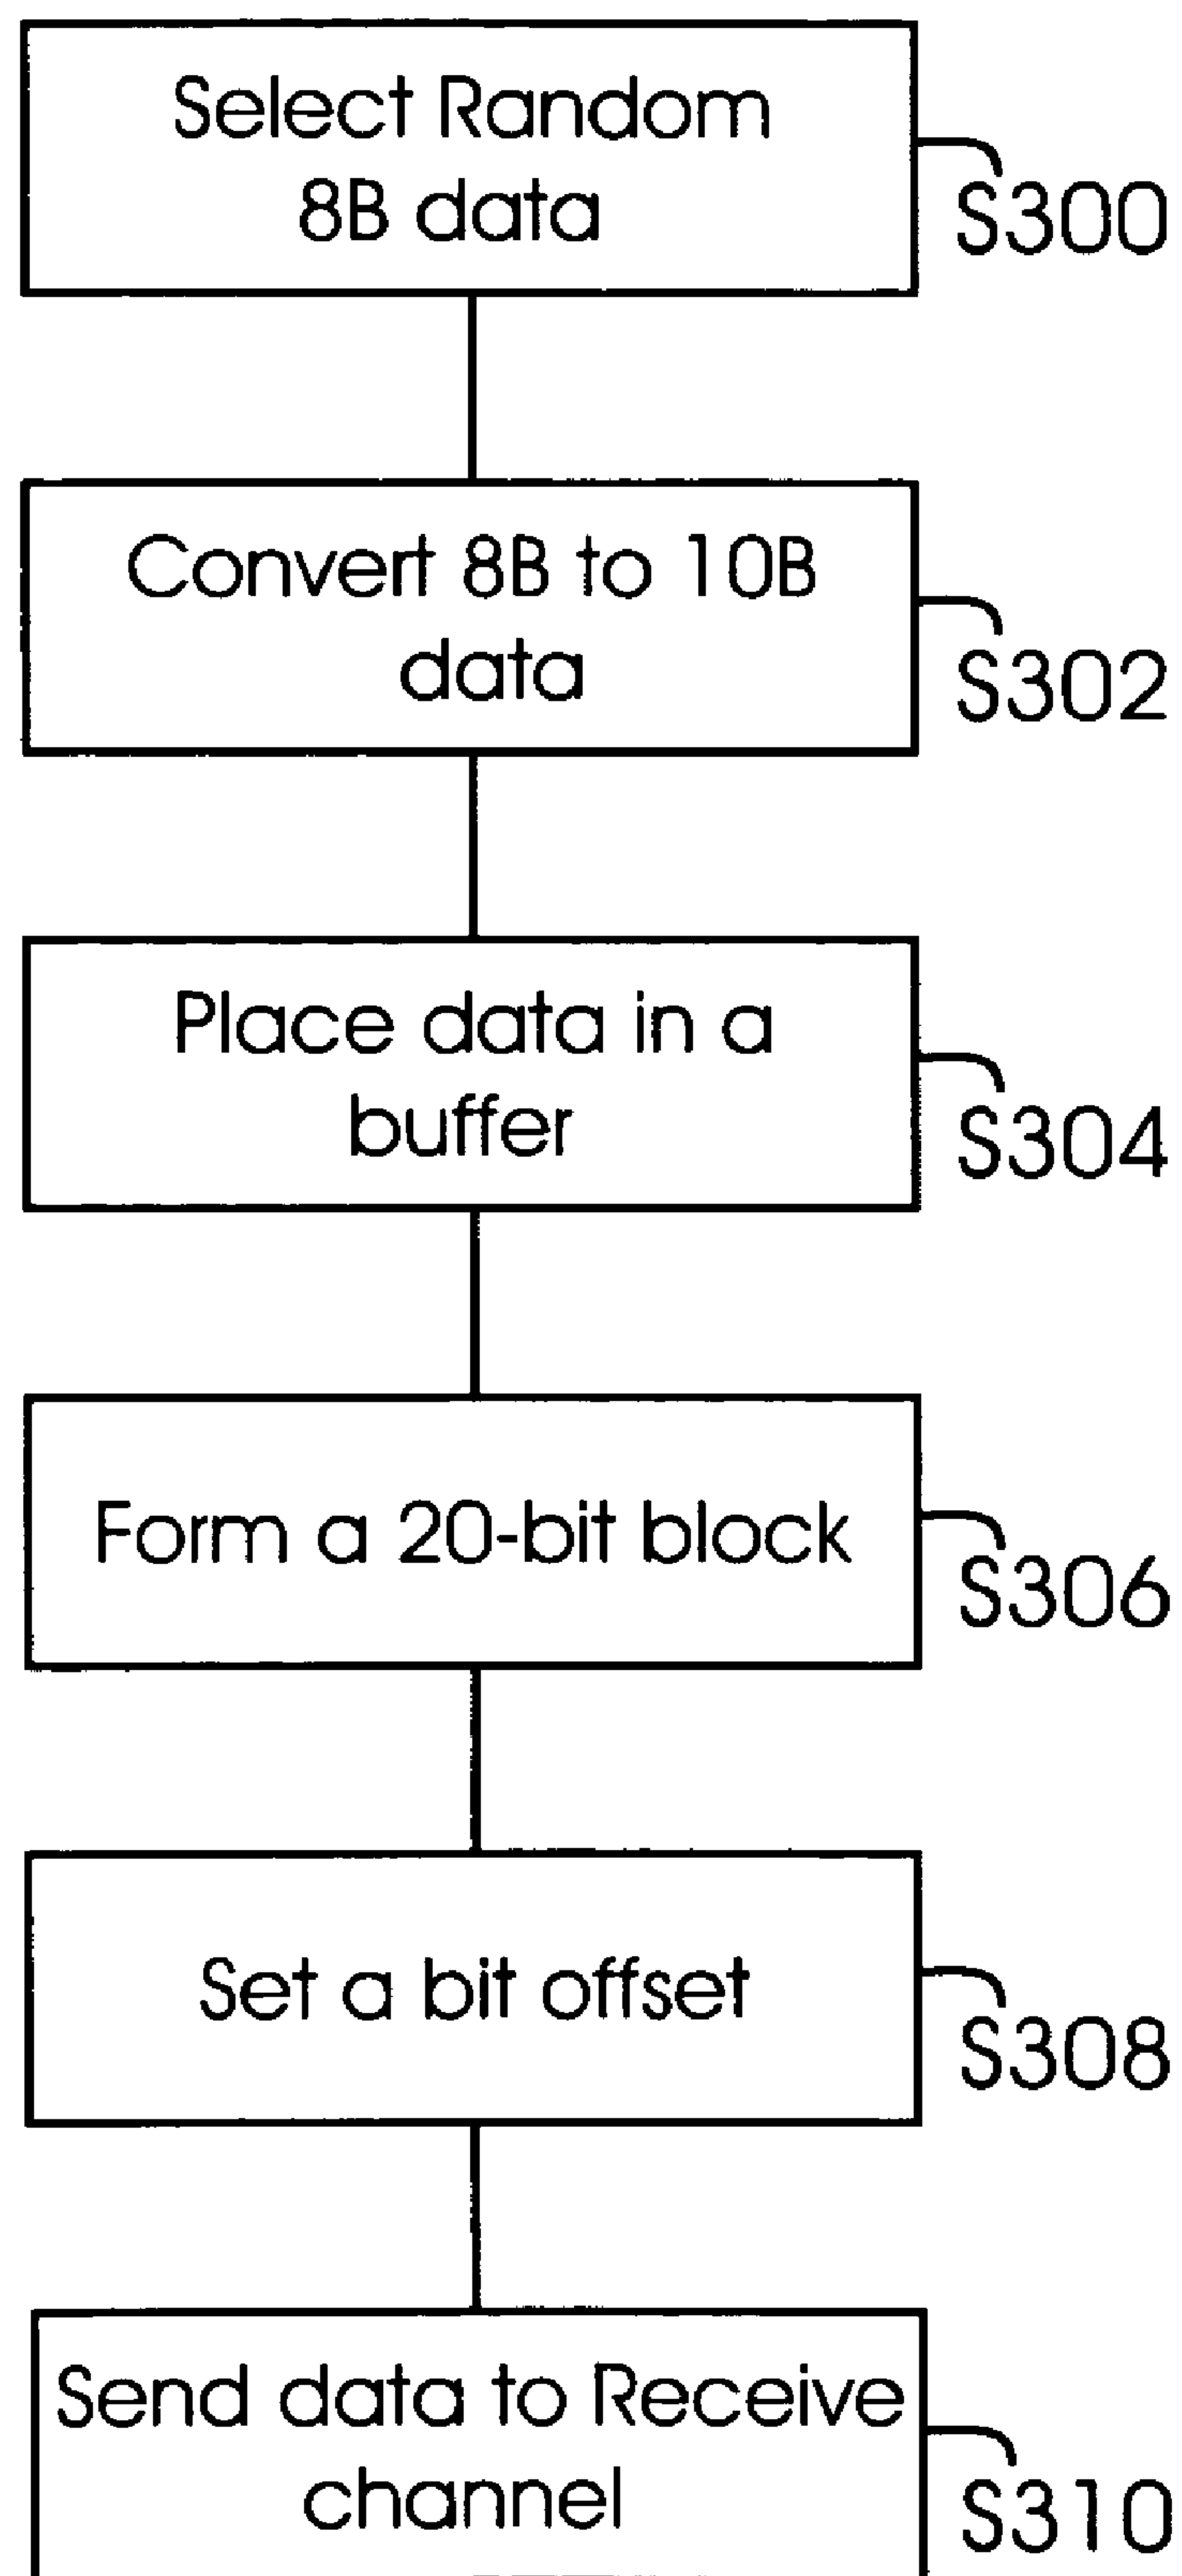 Select Random
8B data
S300
Convert 8B to 10B
data
S302
Place data in a
buffer
S304
Form a 20-bit block
S306
Set a bit offset
S308
Send data to Receive
channel
S310